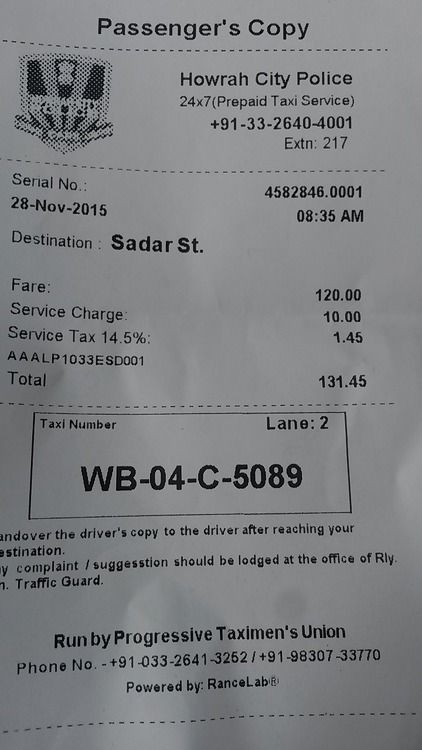 Passenger's Copy
Howrah City Police
24x7(Prepaid Taxi Service)
+91-33-2640-4001
Extn: 217
Serial No.: 4582846.0001
28-Nov-2015 08:35 AM
Destination : Sadar St.
Fare: 120.00
Service Charge: 10.00
Service Tax 14.5%: 1.45
AAALP1033ESD001
Total 131.45
Taxi Number Lane: 2
WB-04-C-5089
andover the driver's copy to the driver after reaching your
estination.
y complaint / suggesstion should be lodged at the office of Rly.
n. Traffic Guard.
Run by Progressive Taximen's Union
Phone No. - +91-033-2641-3252 / +91-98307-33770
Powered by: RanceLab®